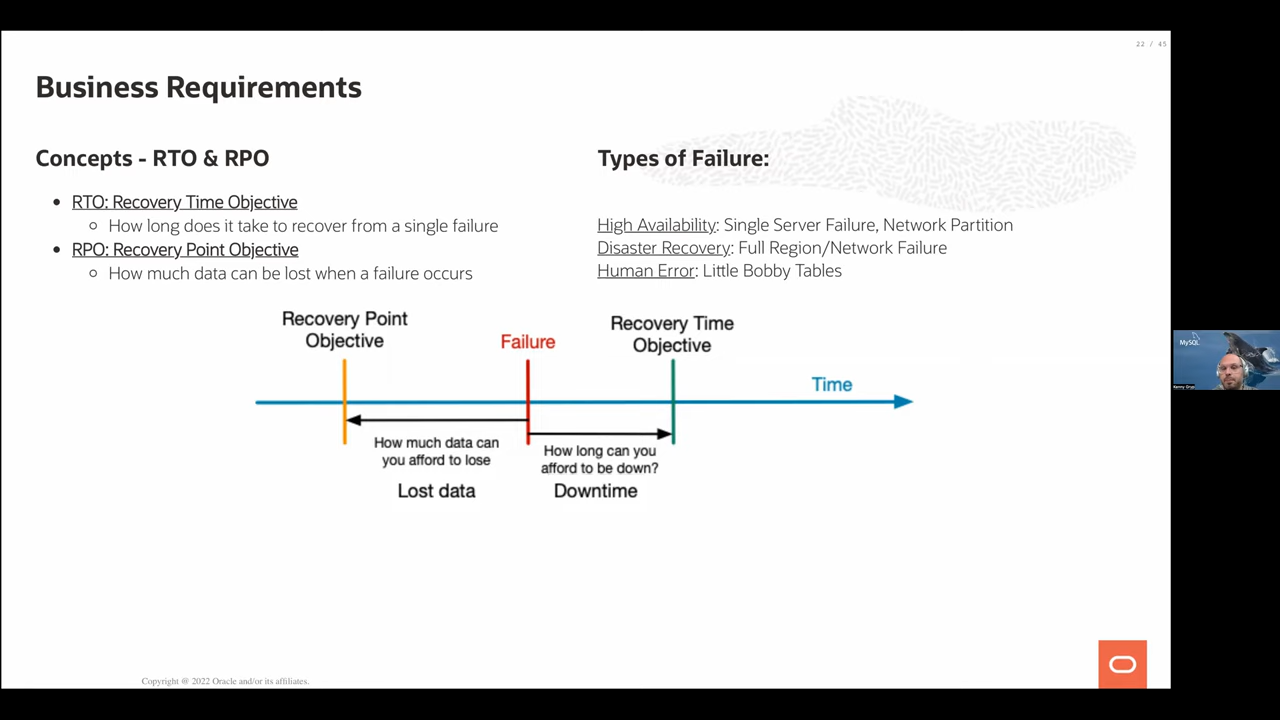 22 / 45
Business Requirements
Concepts - RTO & RPO
RTO: Recovery Time Objective
How long does it take to recover from a single failure
RPO: Recovery Point Objective
How much data can be lost when a failure occurs
Types of Failure:
High Availability: Single Server Failure, Network Partition
Disaster Recovery: Full Region/Network Failure
Human Error: Little Bobby Tables
Recovery Point
Objective
Failure
Recovery Time
Objective
Time
How much data can
you afford to lose
Lost data
How long can you
afford to be down?
Downtime
MySQL
Copyright @ 2022 Oracle and/or its affiliates.